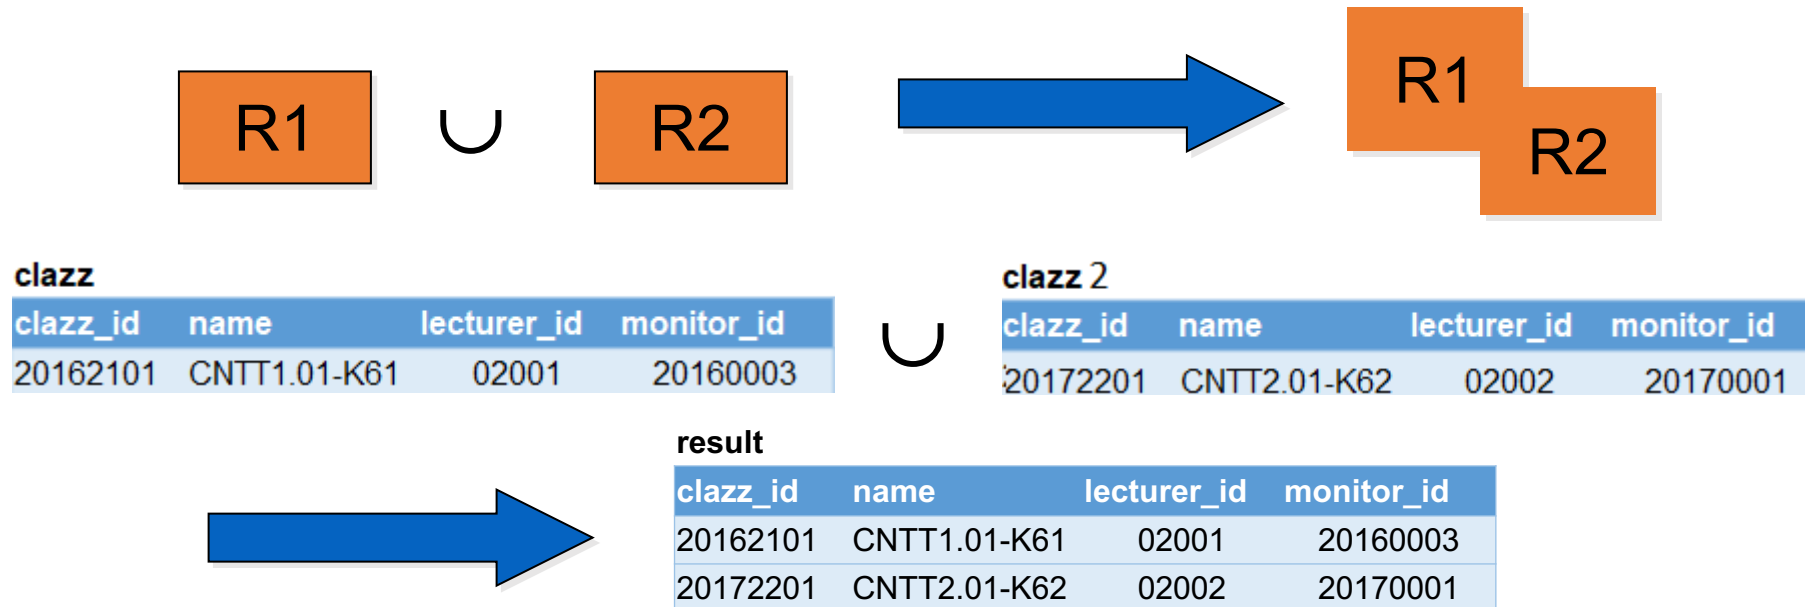 R1 ∪ R2 R1
R2
clazz
clazz_id name lecturer_id monitor_id
20162101 CNTT1.01-K61 02001 20160003
∪
clazz 2
clazz_id name lecturer_id monitor_id
20172201 CNTT2.01-K62 02002 20170001
result
clazz_id name lecturer_id monitor_id
20162101 CNTT1.01-K61 02001 20160003
20172201 CNTT2.01-K62 02002 20170001